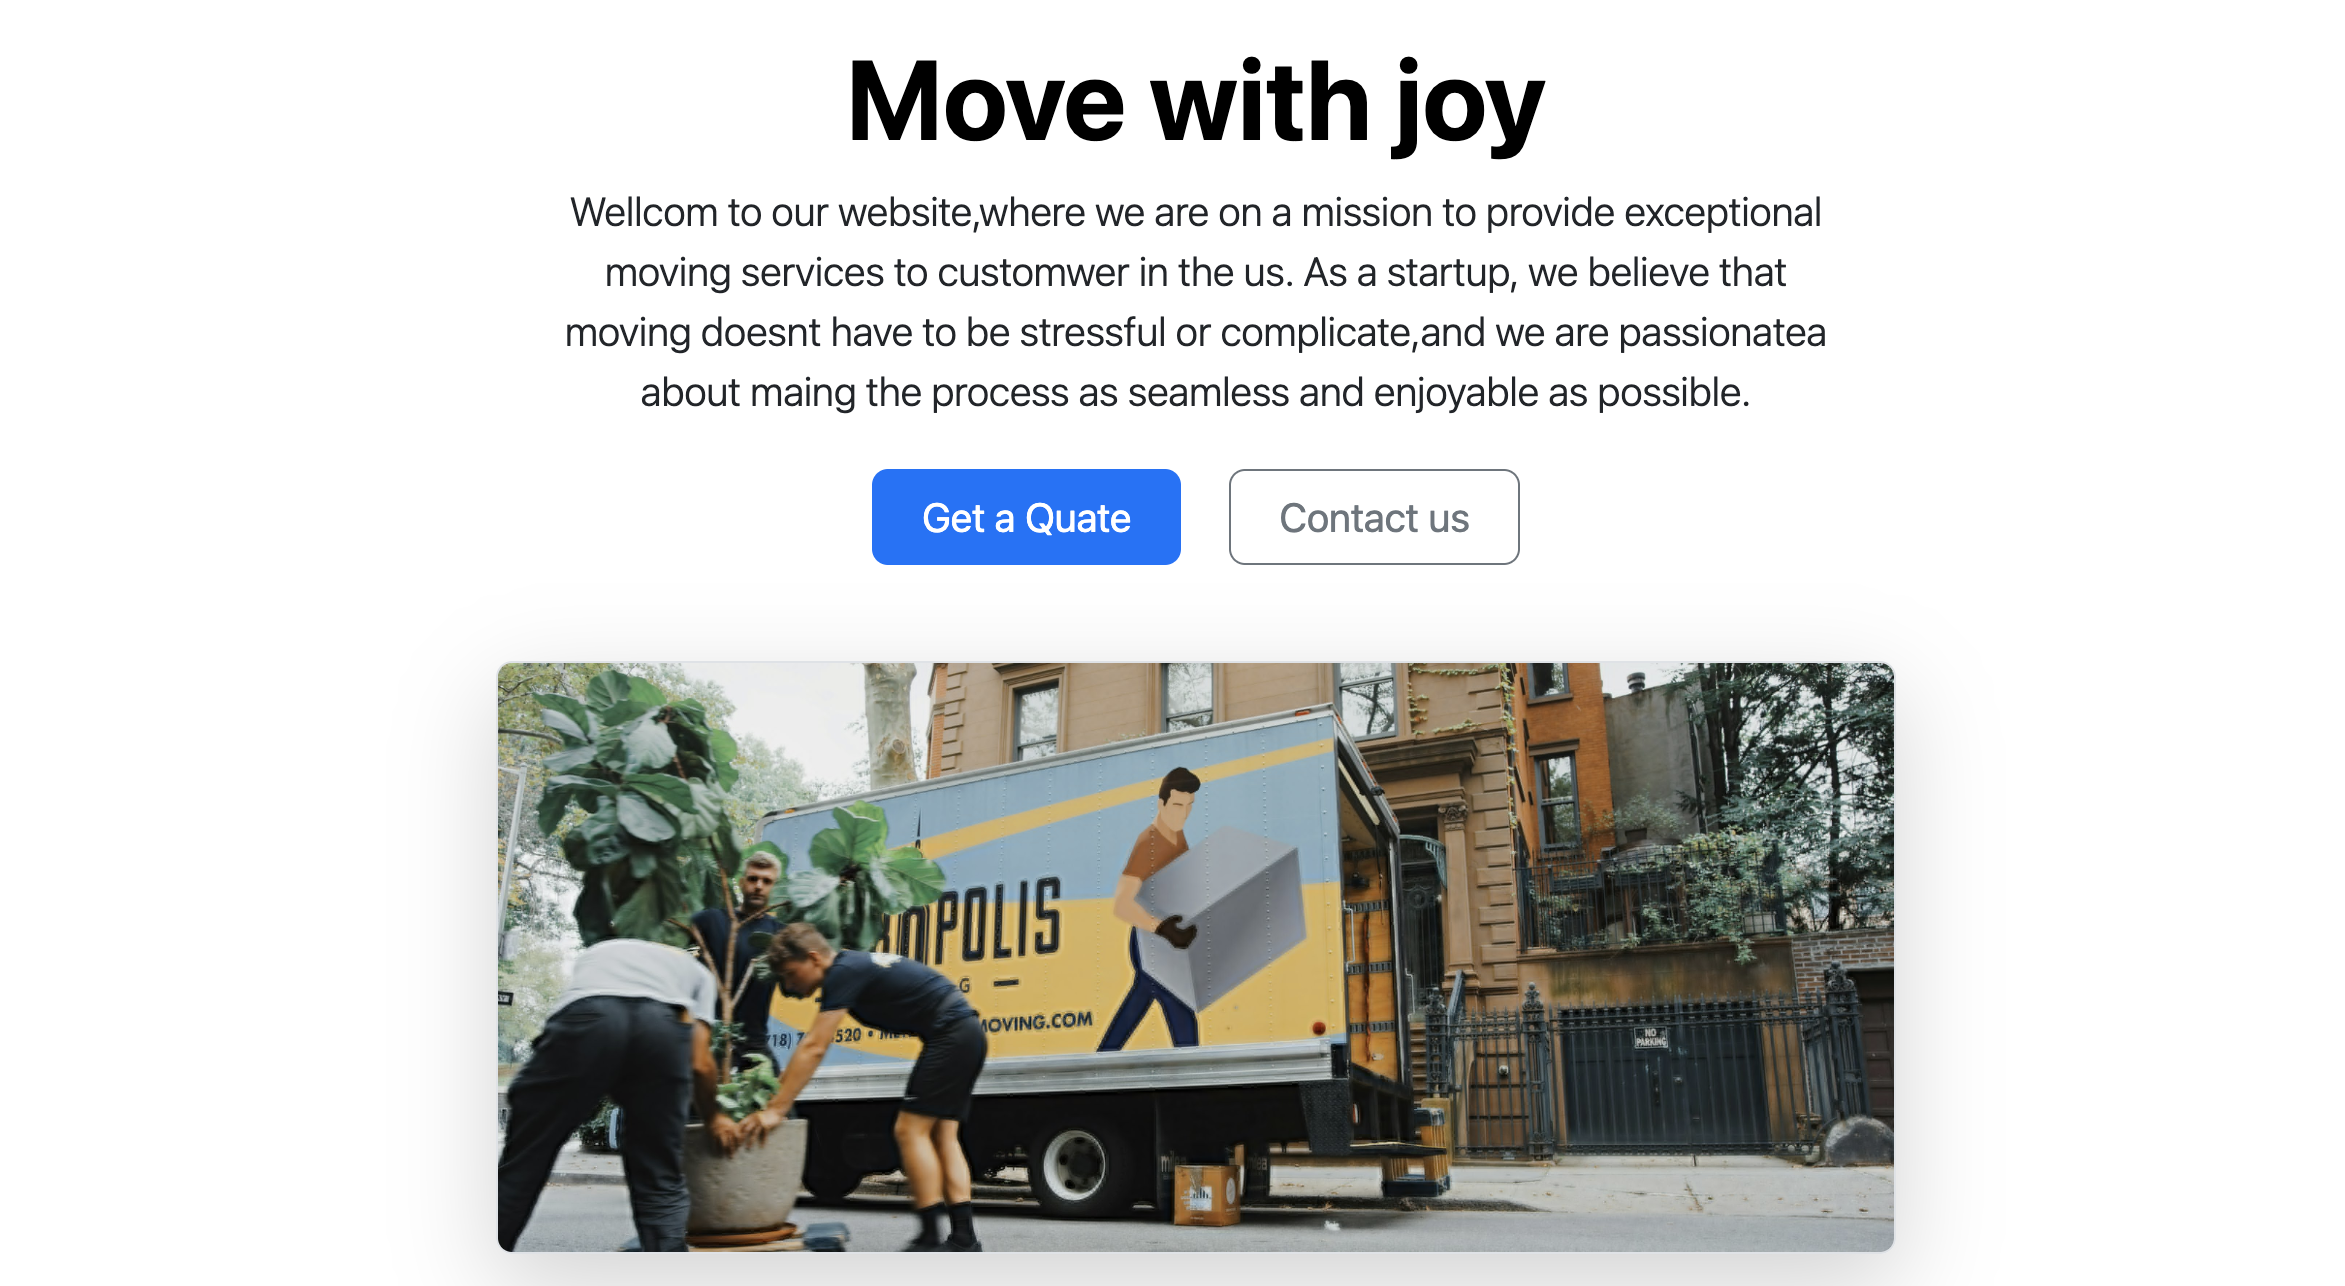 Move with joy
Wellcom to our website,where we are on a mission to provide exceptional
moving services to customwer in the us. As a startup, we believe that
moving doesnt have to be stressful or complicate,and we are passionatea
about maing the process as seamless and enjoyable as possible.
Get a Quate
Contact us
POLIS
G —
520 •
MOVING.COM
NO
PARKING